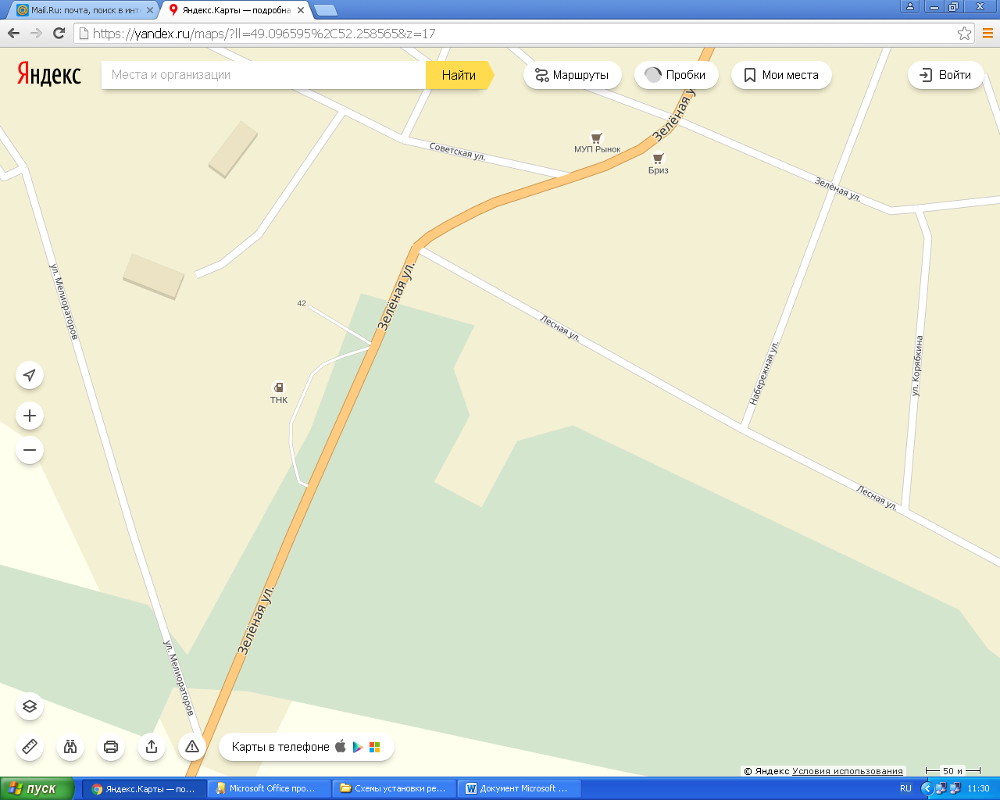 Mail.Ru: почта, поиск в инт
Яндекс.Карты — подробна
https://yandex.ru/maps/?ll=49.096595%2C52.258565&z=17
Яндекс
Места и организации
Найти
Маршруты
Пробки
Мои места
Войти
Зелёная у
МУП Рынок
Советская ул.
Бриз
Зелёная ул.
ул. Мелиораторов
Зелёная ул.
42
Лесная ул.
Набережная ул.
ул. Корябкина
ТНК
Лесная ул.
Зелёная ул.
ул. Мелиораторов
Карты в телефоне
© Яндекс Условия использования
50 м
пуск
Яндекс.Карты — по...
Microsoft Office про...
Схемы установки ре...
Документ Microsoft ...
RU
11:30